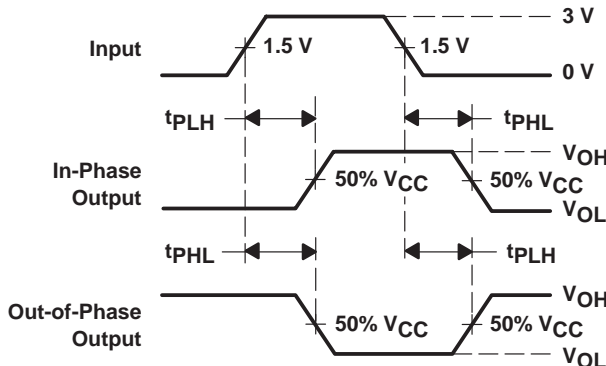 3 V
Input
1.5 V
1.5 V
0 V
tPLH
tPHL
VOH
In-Phase
Output
50% VCC
50% VCC
VOL
tPHL
tPLH
VOH
Out-of-Phase
Output
50% VCC
50% VCC
VOL